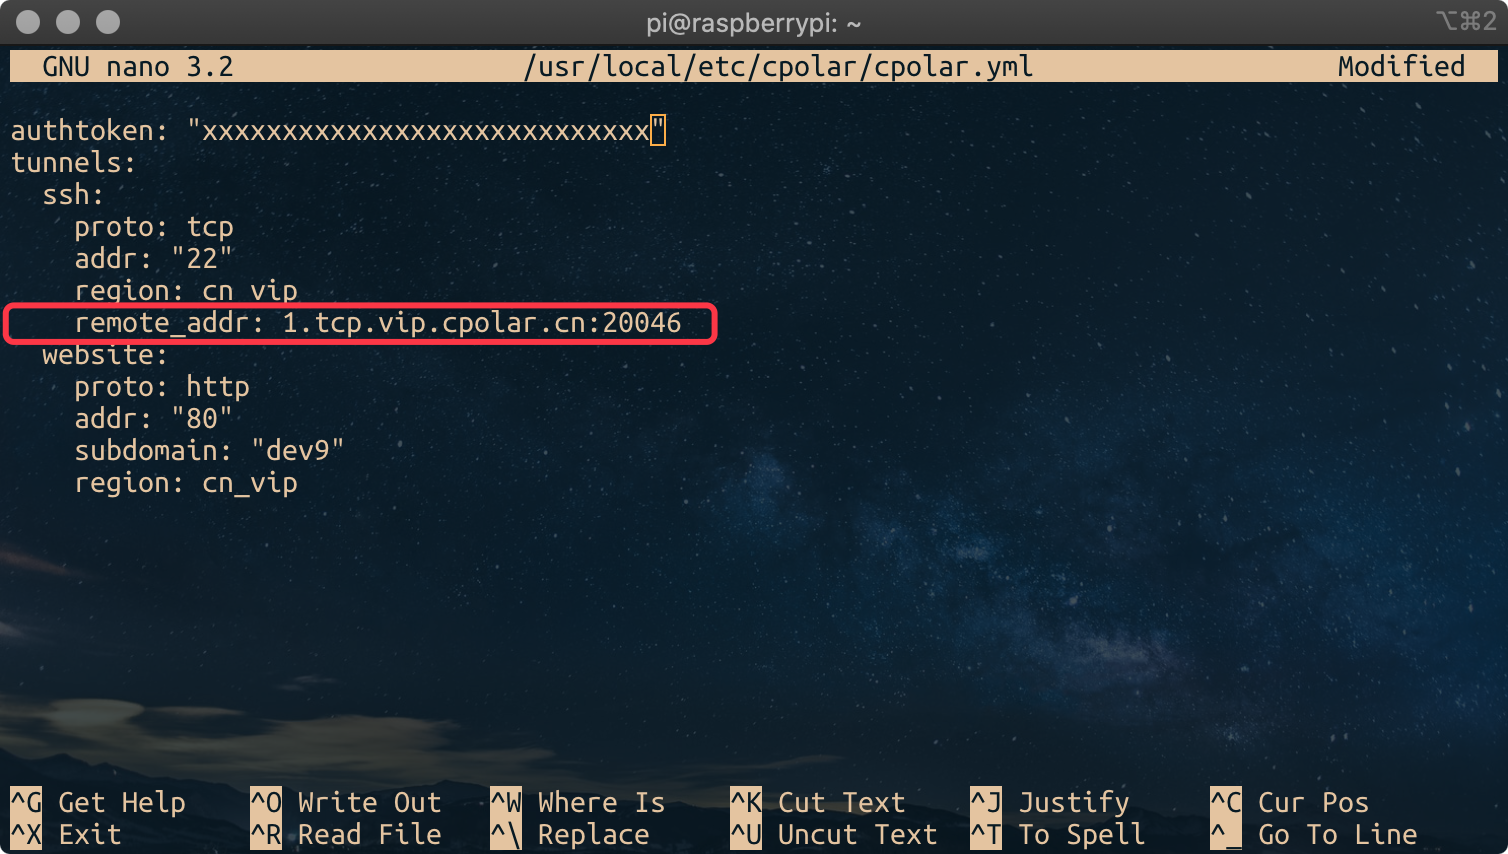 pi@raspberrypi: ~
⌥⌘2
GNU nano 3.2 /usr/local/etc/cpolar/cpolar.yml Modified
authtoken: "xxxxxxxxxxxxxxxxxxxxxxxxxxxx"
tunnels:
  ssh:
    proto: tcp
    addr: "22"
    region: cn_vip
    remote_addr: 1.tcp.vip.cpolar.cn:20046
  website:
    proto: http
    addr: "80"
    subdomain: "dev9"
    region: cn_vip
^G Get Help ^O Write Out ^W Where Is ^K Cut Text ^J Justify ^C Cur Pos
^X Exit ^R Read File ^\ Replace ^U Uncut Text ^T To Spell ^_ Go To Line